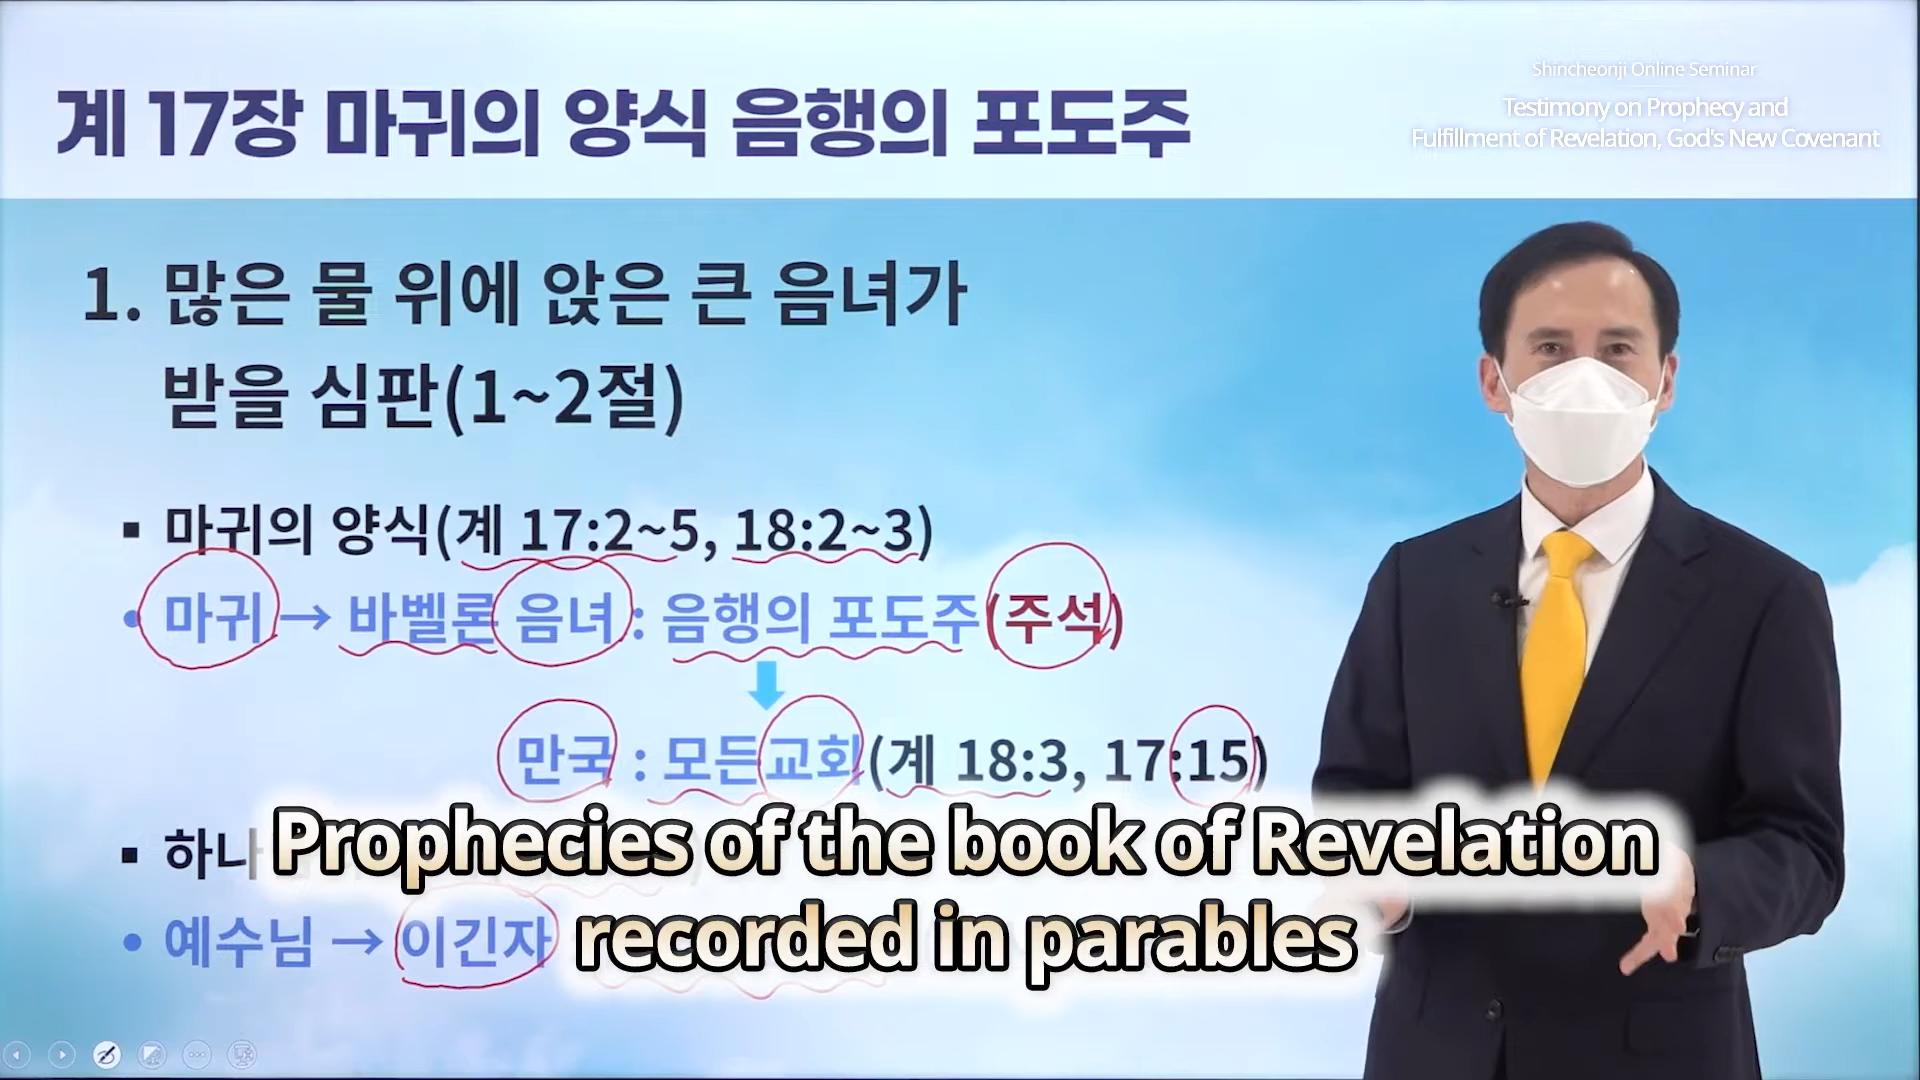 계 17장 마귀의 양식 음행의 포도주
Shincheonji Online Seminar
Testimony on Prophecy and
Fulfillment of Revelation, God's New Covenant
1. 많은 물 위에 앉은 큰 음녀가
받을 심판(1~2절)
▪ 마귀의 양식(계 17:2~5, 18:2~3)
• 마귀 → 바벨론 음녀 : 음행의 포도주(주석)
만국 : 모든교회(계 18:3, 17:15)
▪ 하나
• 예수님 → 이긴자
Prophecies of the book of Revelation
recorded in parables